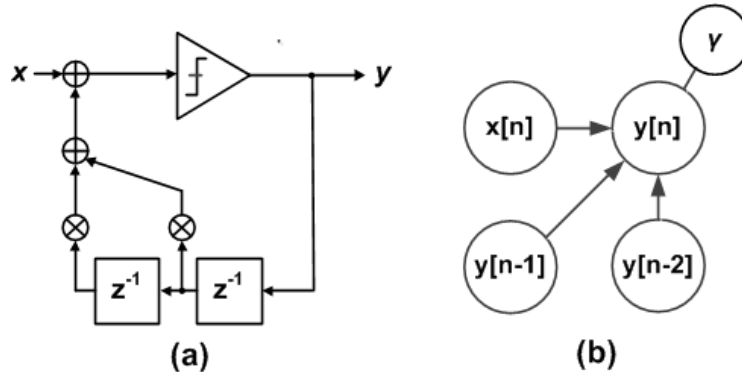 x
y
z-1
z-1
(a)
γ
x[n]
y[n]
y[n-1]
y[n-2]
(b)